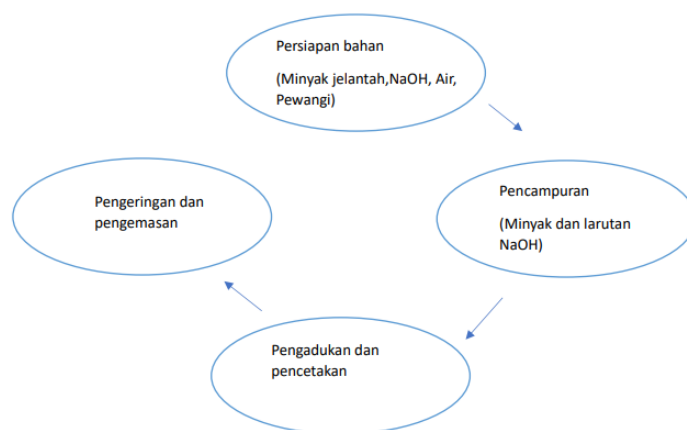 Persiapan bahan
(Minyak jelantah,NaOH, Air,
Pewangi)
Pencampuran
(Minyak dan larutan
NaOH)
Pengadukan dan
pencetakan
Pengeringan dan
pengemasan